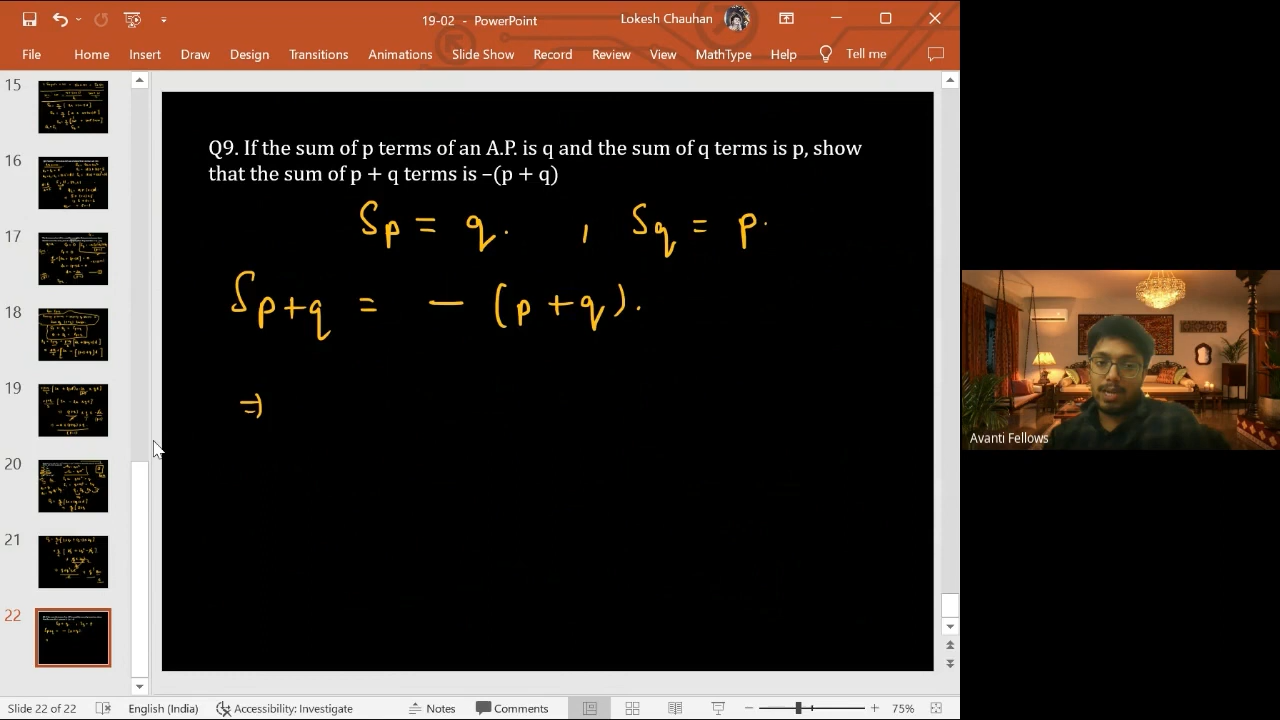 19-02 - PowerPoint
Lokesh Chauhan
File Home Insert Draw Design Transitions Animations Slide Show Record Review View MathType Help Tell me
15
16
17
18
19
20
21
22
Q9. If the sum of p terms of an A.P. is q and the sum of q terms is p, show
that the sum of p + q terms is –(p + q)
Sp = q. , Sq = p.
Sp+q = – (p + q).
⇒
Avanti Fellows
Slide 22 of 22 English (India) Accessibility: Investigate Notes Comments 75%